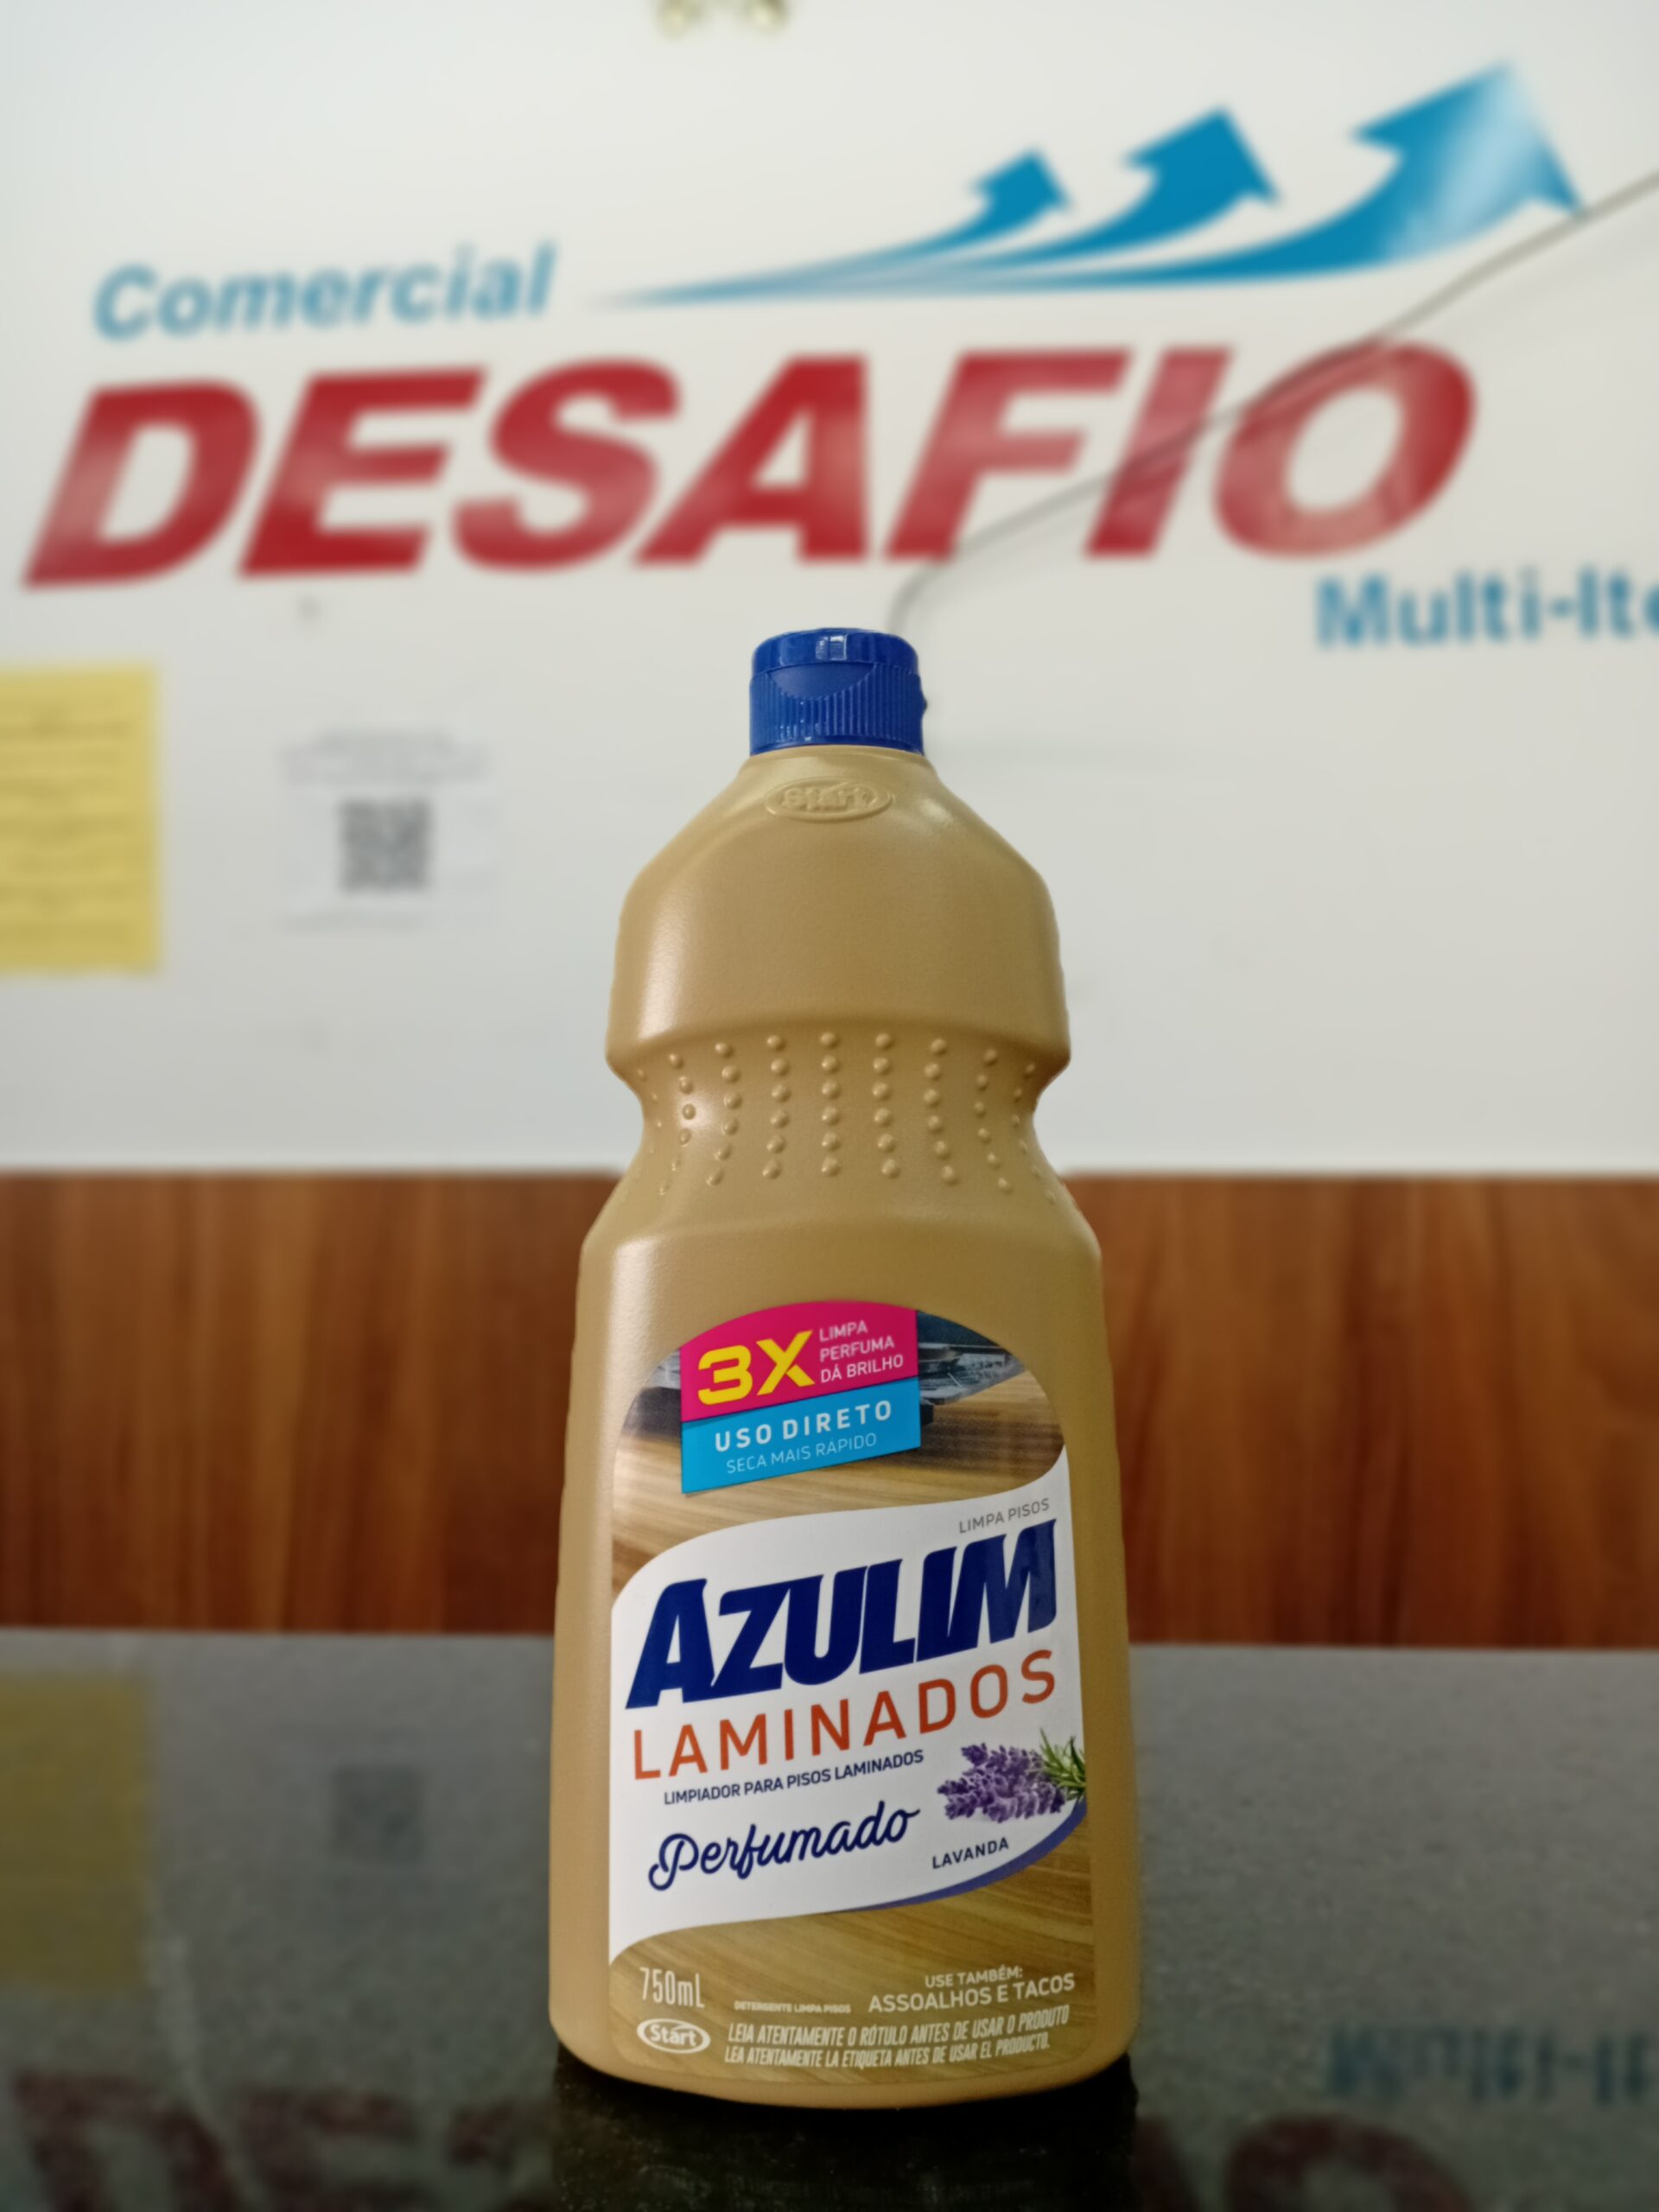 Comercial
DESAFIO
Multi-Ite
Start
3X
LIMPA
PERFUMA
DÁ BRILHO
USO DIRETO
SECA MAIS RÁPIDO
LIMPA PISOS
AZULIM
LAMINADOS
LIMPIADOR PARA PISOS LAMINADOS
Perfumado
LAVANDA
750mL
DETERGENTE LIMPA PISOS
USE TAMBÉM:
ASSOALHOS E TACOS
Start
LEIA ATENTAMENTE O RÓTULO ANTES DE USAR O PRODUTO
LEA ATENTAMENTE LA ETIQUETA ANTES DE USAR EL PRODUCTO.